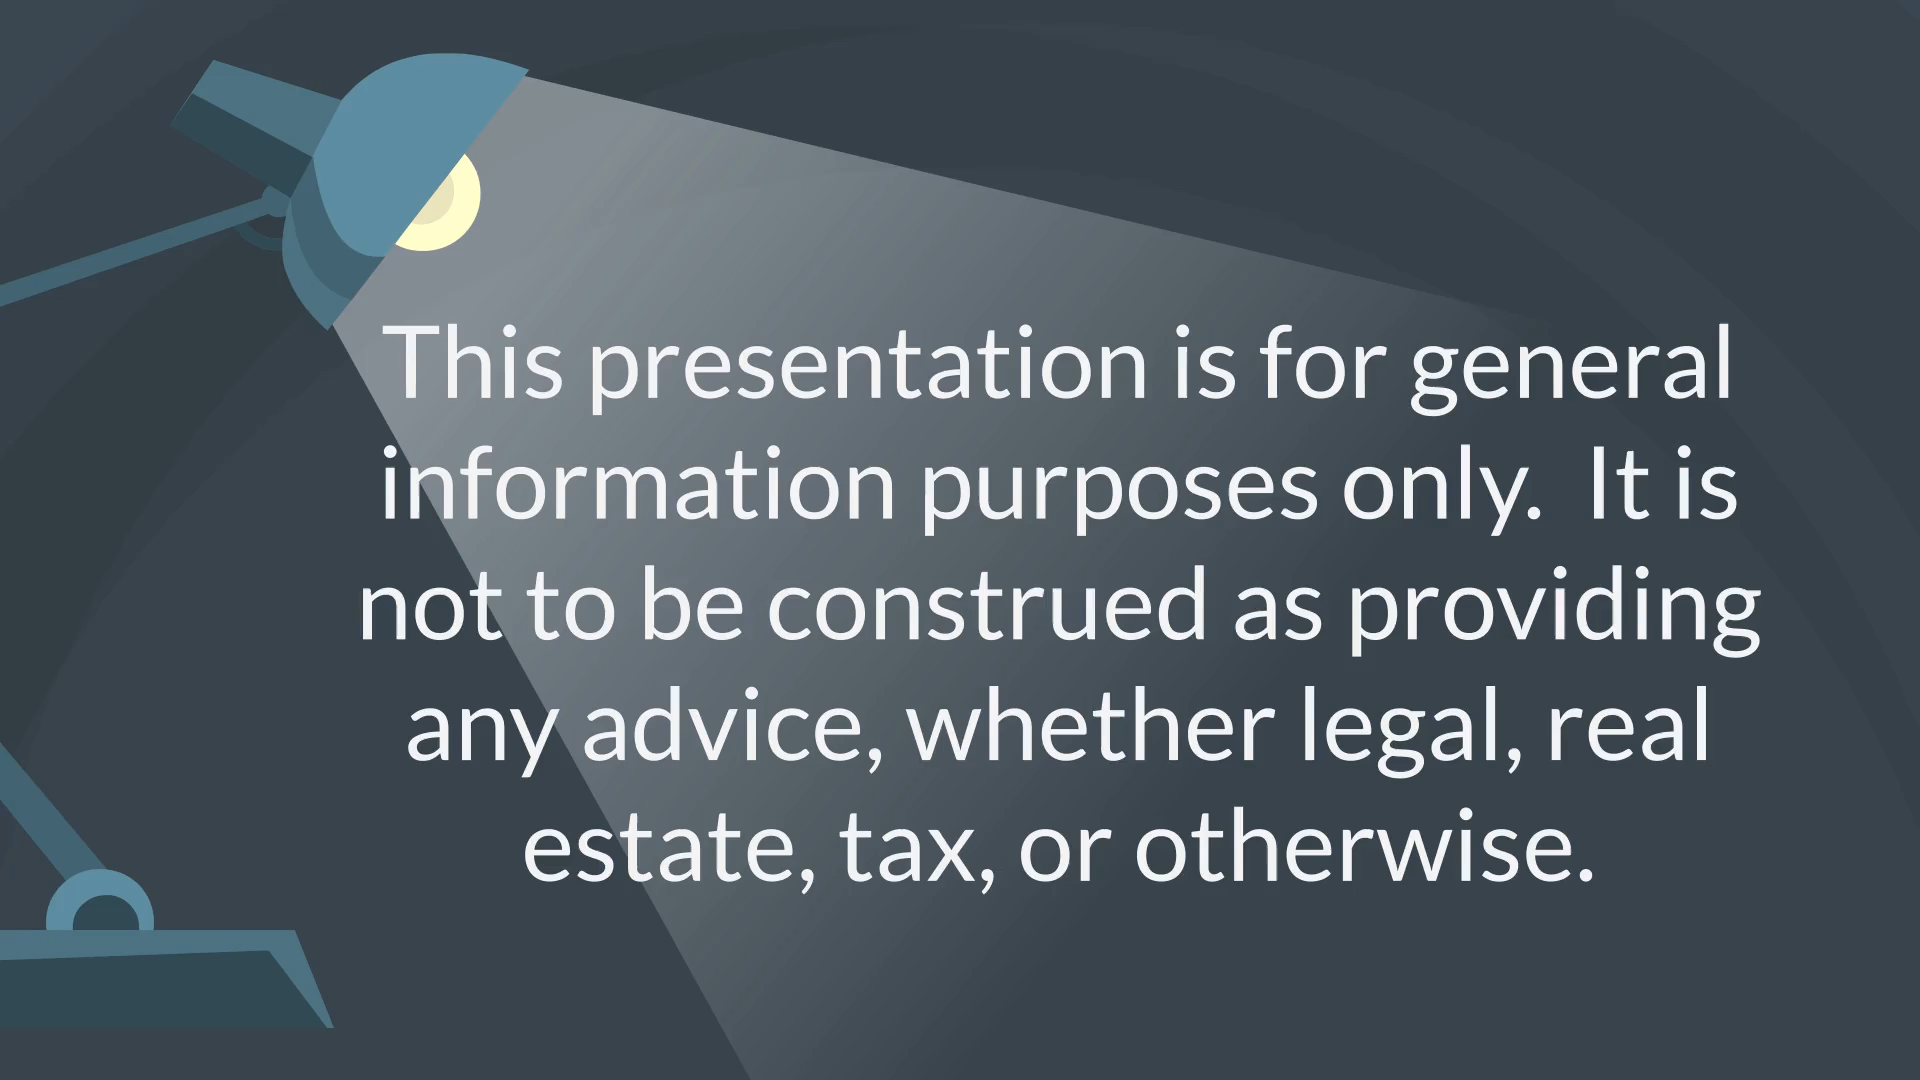 This presentation is for general
information purposes only.  It is
not to be construed as providing
any advice, whether legal, real
estate, tax, or otherwise.